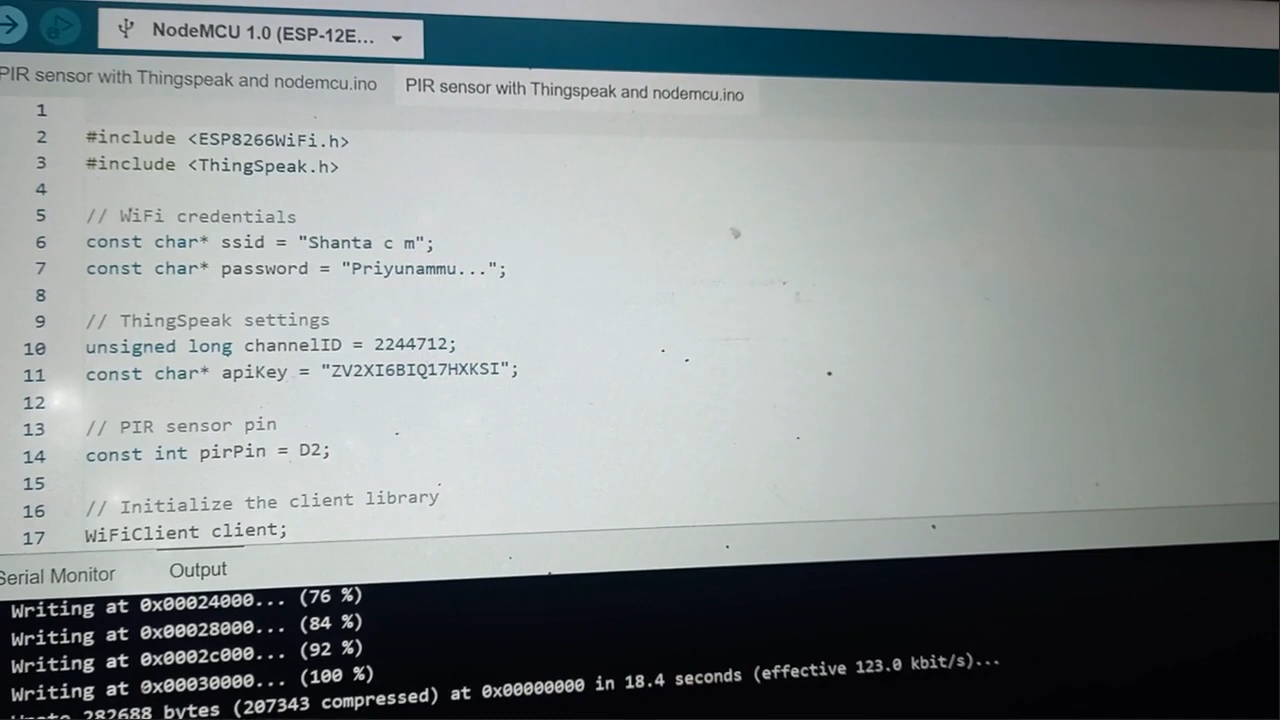 NodeMCU 1.0 (ESP-12E...
PIR sensor with Thingspeak and nodemcu.ino PIR sensor with Thingspeak and nodemcu.ino
1
2 #include <ESP8266WiFi.h>
3 #include <ThingSpeak.h>
4
5 // WiFi credentials
6 const char* ssid = "Shanta c m";
7 const char* password = "Priyunammu...";
8
9 // ThingSpeak settings
10 unsigned long channelID = 2244712;
11 const char* apiKey = "ZV2XI6BIQ17HXKSI";
12
13 // PIR sensor pin
14 const int pirPin = D2;
15
16 // Initialize the client library
17 WiFiClient client;
Serial Monitor Output
Writing at 0x00024000... (76 %)
Writing at 0x00028000... (84 %)
Writing at 0x0002c000... (92 %)
Writing at 0x00030000... (100 %)
282688 bytes (207343 compressed) at 0x00000000 in 18.4 seconds (effective 123.0 kbit/s)...